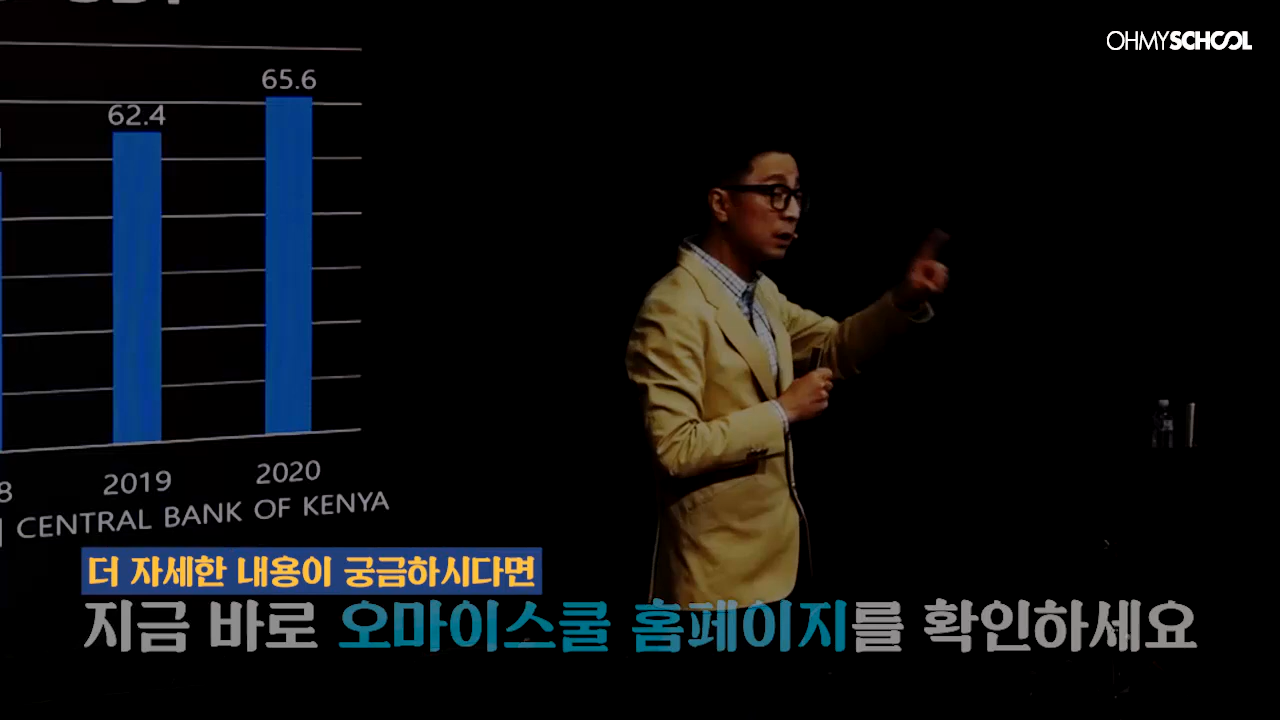 OHMYSCHOOL
62.4
65.6
2019
2020
CENTRAL BANK OF KENYA
더 자세한 내용이 궁금하시다면
지금 바로 오마이스쿨 홈페이지를 확인하세요